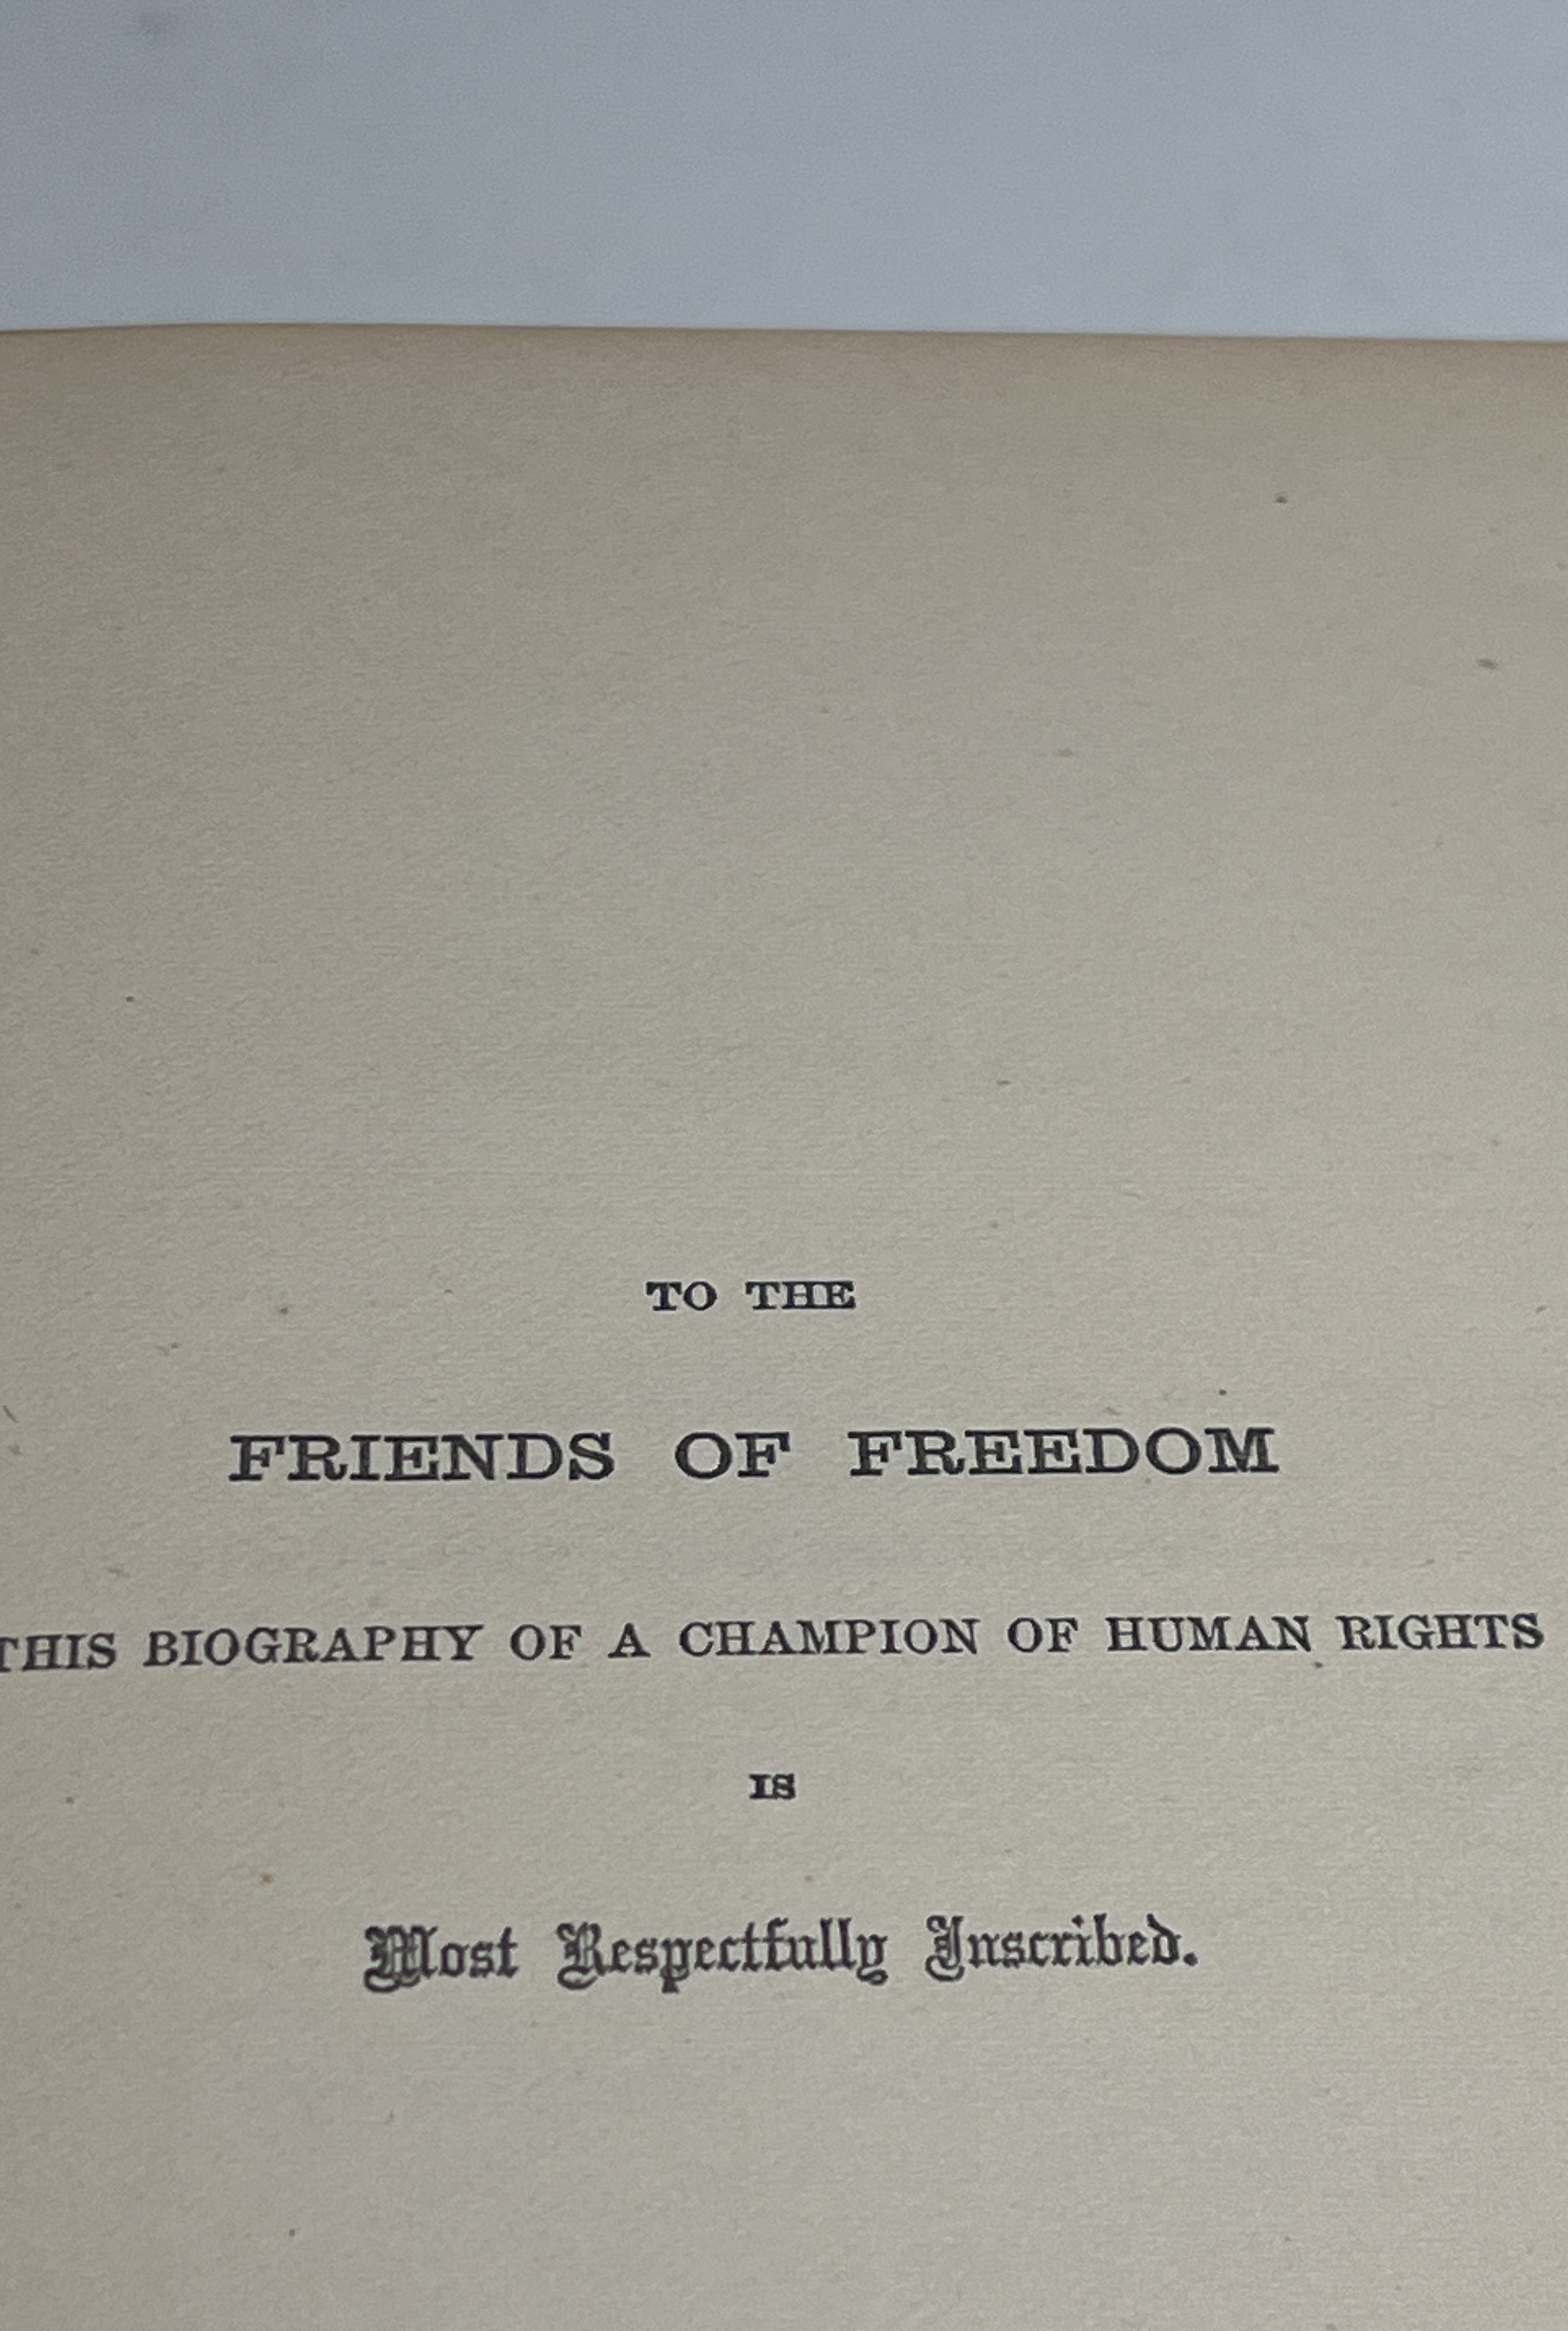 TO THE
FRIENDS OF FREEDOM
THIS BIOGRAPHY OF A CHAMPION OF HUMAN RIGHTS
IS
Most Respectfully Inscribed.